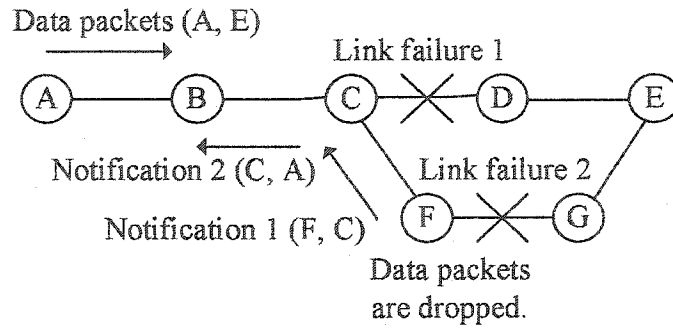 Data packets (A, E)
Link failure 1
A
B
C
D
E
Notification 2 (C, A)
Link failure 2
Notification 1 (F, C)
F
G
Data packets
are dropped.